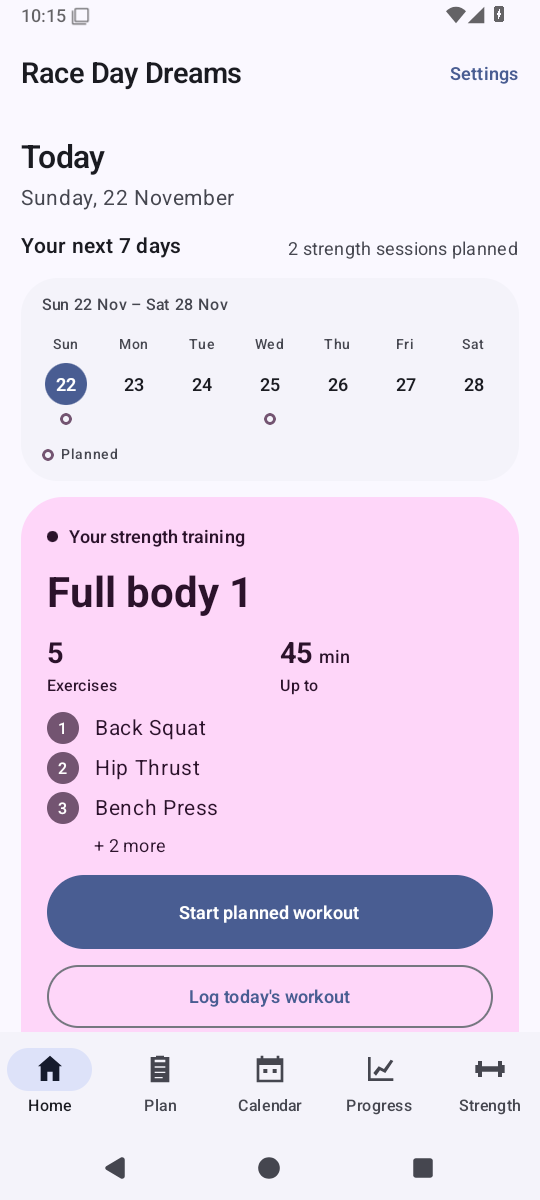 10:15
Race Day Dreams
Settings
Today
Sunday, 22 November
Your next 7 days
2 strength sessions planned
Sun 22 Nov – Sat 28 Nov
Sun Mon Tue Wed Thu Fri Sat
22 23 24 25 26 27 28
Planned
Your strength training
Full body 1
5
Exercises
45 min
Up to
1 Back Squat
2 Hip Thrust
3 Bench Press
+ 2 more
Start planned workout
Log today's workout
Home Plan Calendar Progress Strength